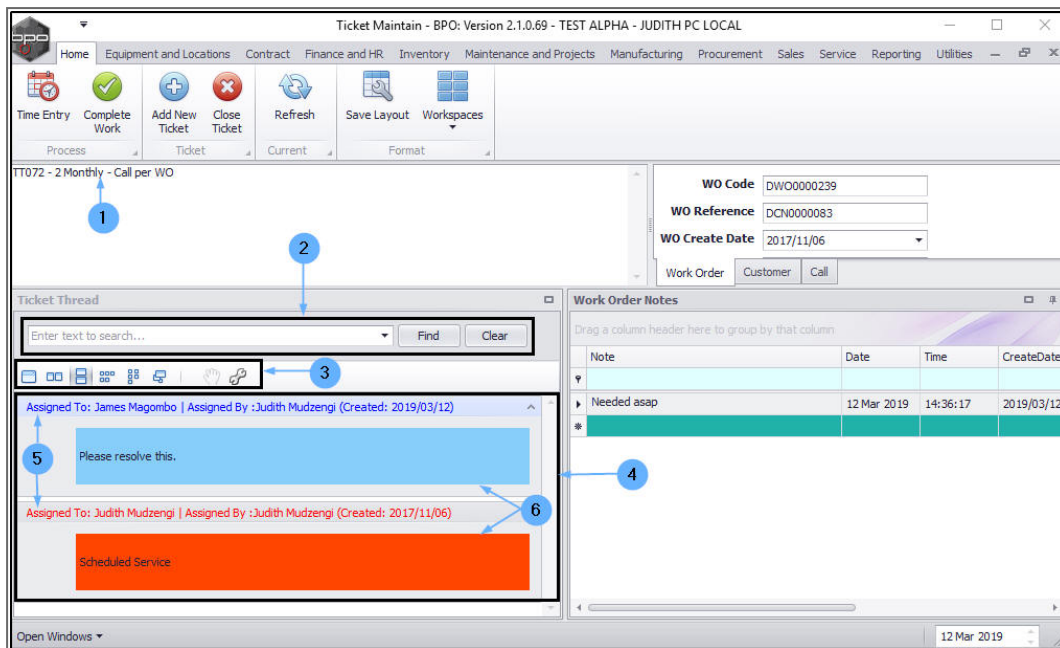 Ticket Maintain - BPO: Version 2.1.0.69 - TEST ALPHA - JUDITH PC LOCAL
bpo
Home Equipment and Locations Contract Finance and HR Inventory Maintenance and Projects Manufacturing Procurement Sales Service Reporting Utilities
Time Entry Complete Work Add New Ticket Close Ticket Refresh Save Layout Workspaces
Process Ticket Current Format
TT072 - 2 Monthly - Call per WO
1
WO Code DWO0000239
WO Reference DCN0000083
WO Create Date 2017/11/06
Work Order Customer Call
2
Ticket Thread
Enter text to search... Find Clear
3
Assigned To: James Magombo | Assigned By :Judith Mudzengi (Created: 2019/03/12)
Please resolve this.
5
4
6
Assigned To: Judith Mudzengi | Assigned By :Judith Mudzengi (Created: 2017/11/06)
Scheduled Service
Work Order Notes
Drag a column header here to group by that column
Note Date Time CreateDate
Needed asap 12 Mar 2019 14:36:17 2019/03/12
Open Windows 12 Mar 2019